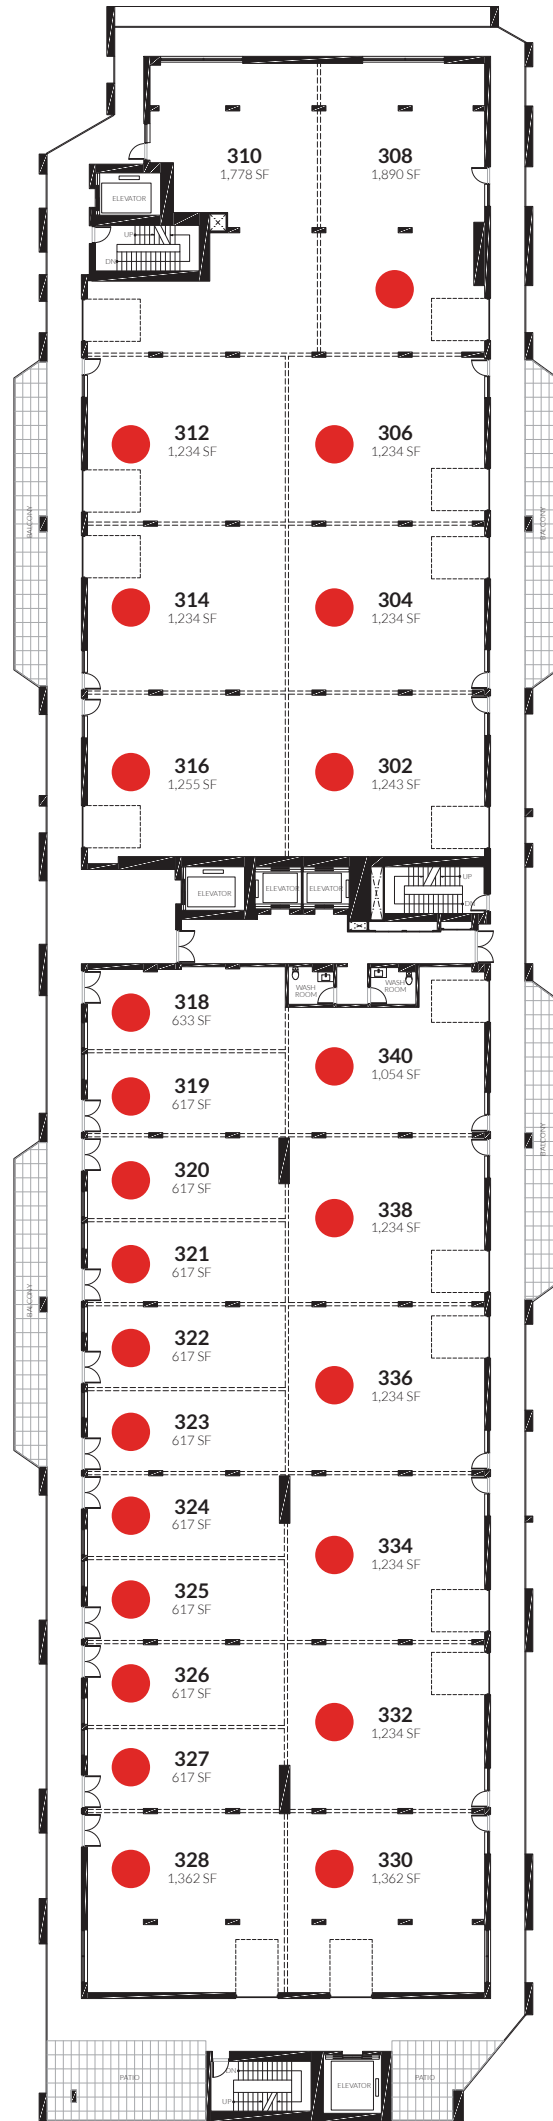 310
1,778 SF
308
1,890 SF
ELEVATOR
UP
DN
312
1,234 SF
306
1,234 SF
BALCONY
BALCONY
314
1,234 SF
304
1,234 SF
316
1,255 SF
302
1,243 SF
ELEVATOR
ELEVATOR
ELEVATOR
UP
DN
WASH
ROOM
WASH
ROOM
318
633 SF
340
1,054 SF
319
617 SF
BALCONY
320
617 SF
338
1,234 SF
321
617 SF
BALCONY
322
617 SF
336
1,234 SF
323
617 SF
324
617 SF
334
1,234 SF
325
617 SF
326
617 SF
332
1,234 SF
327
617 SF
328
1,362 SF
330
1,362 SF
PATIO
DN
UP
ELEVATOR
PATIO